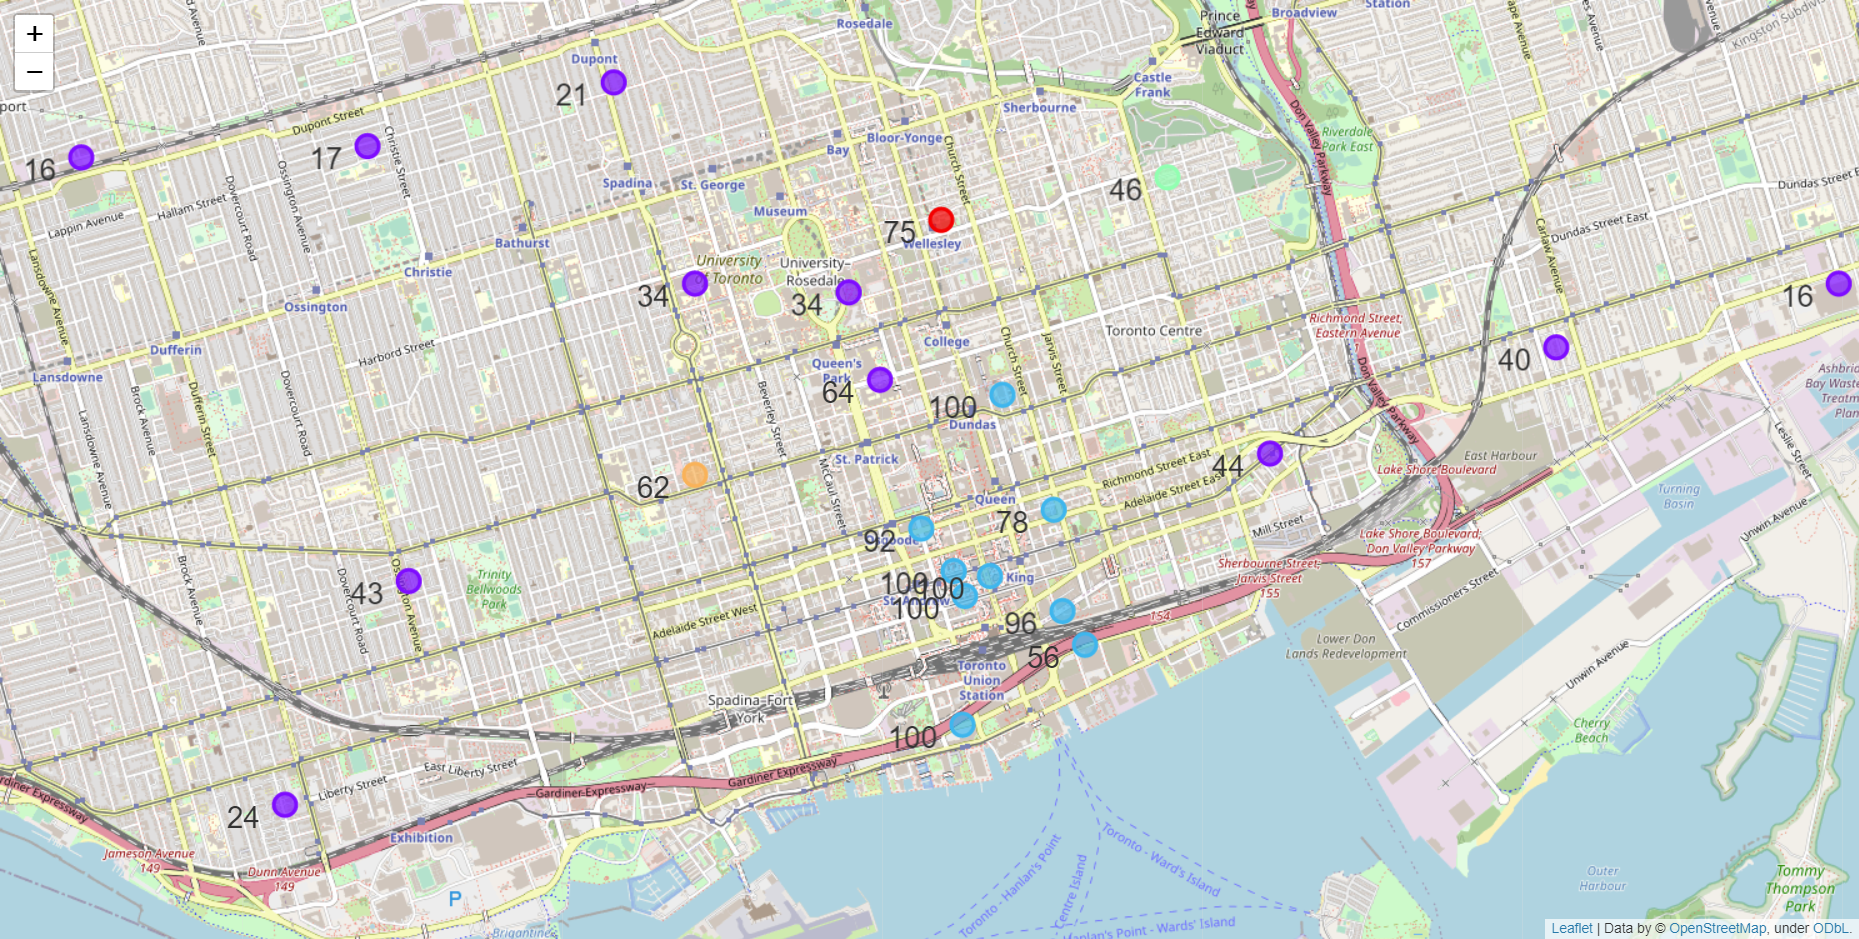 +
−
Rosedale
Prince
Edward
Viaduct
Broadview
Station
Kingston Subdivis
Dupont
Castle
Frank
21
Sherbourne
port
Dupont Street
Christie Street
Bloor-Yonge
Bay
Church Street
Don Valley Parkway
Riverdale
Park East
16
17
Spadina
St. George
46
Dundas Street E
Museum
75
Wellesley
Lappin Avenue
Hallam Street
Dovercourt Road
Ossington Avenue
Bathurst
Dundas Street East
Carlaw Avenue
Lansdowne Avenue
Christie
University
of Toronto
University–
Rosedale
34
34
16
Ossington
Richmond Street;
Eastern Avenue
Toronto Centre
College
Church Street
Jarvis Street
Harbord Street
Dufferin
Queen's
Park
40
Lansdowne
64
100
Dundas
Don Valley Parkway
Ashbrid
Bay Waste
Treatm
Plan
Dufferin Street
Dovercourt Road
Brock Avenue
Lansdowne Avenue
Beverley Street
St. Patrick
McCaul Street
44
Richmond Street East
Adelaide Street East
East Harbour
Lake Shore Boulevard
Leslie Street
62
Queen
78
Turning
Basin
Mill Street
Unwin Avenue
92
Osgoode
Lake Shore Boulevard;
Don Valley Parkway
157
Sherbourne Street;
Jarvis Street
155
King
100
100
100
St. Andrew
Trinity
Bellwoods
Park
43
Brock Avenue
Dovercourt Road
Ossington Avenue
Adelaide Street West
96
154
Commissioners Street
56
Lower Don
Lands Redevelopment
Unwin Avenue
Toronto
Union
Station
Spadina–Fort
York
100
Cherry
Beach
East Liberty Street
Liberty Street
Gardiner Expressway
Gardiner Expressway
24
Exhibition
Jameson Avenue
149
Dunn Avenue
149
P
Toronto - Hanlan's Point
Centre Island
Toronto - Ward's Island
Outer
Harbour
Tommy
Thompson
Park
Hanlan's Point - Wards' Island
Brigantine
Leaflet | Data by © OpenStreetMap, under ODbL.